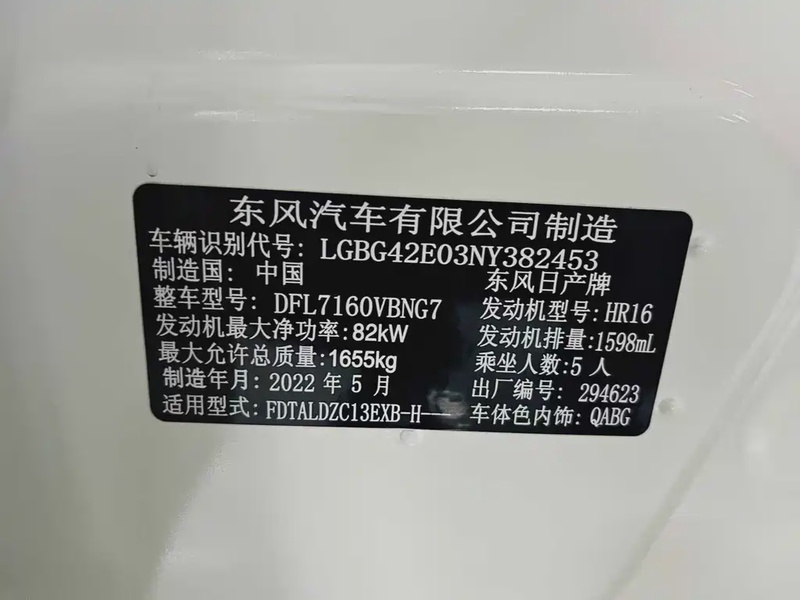 东风汽车有限公司制造
车辆识别代号: LGBG42E03NY382453
制造国: 中国 东风日产牌
整车型号: DFL7160VBNG7 发动机型号: HR16
发动机最大净功率: 82kW 发动机排量: 1598mL
最大允许总质量: 1655kg 乘坐人数: 5 人
制造年月: 2022 年 5 月 出厂编号: 294623
适用型式: FDTALDZC13EXB-H--- 车体色内饰: QABG